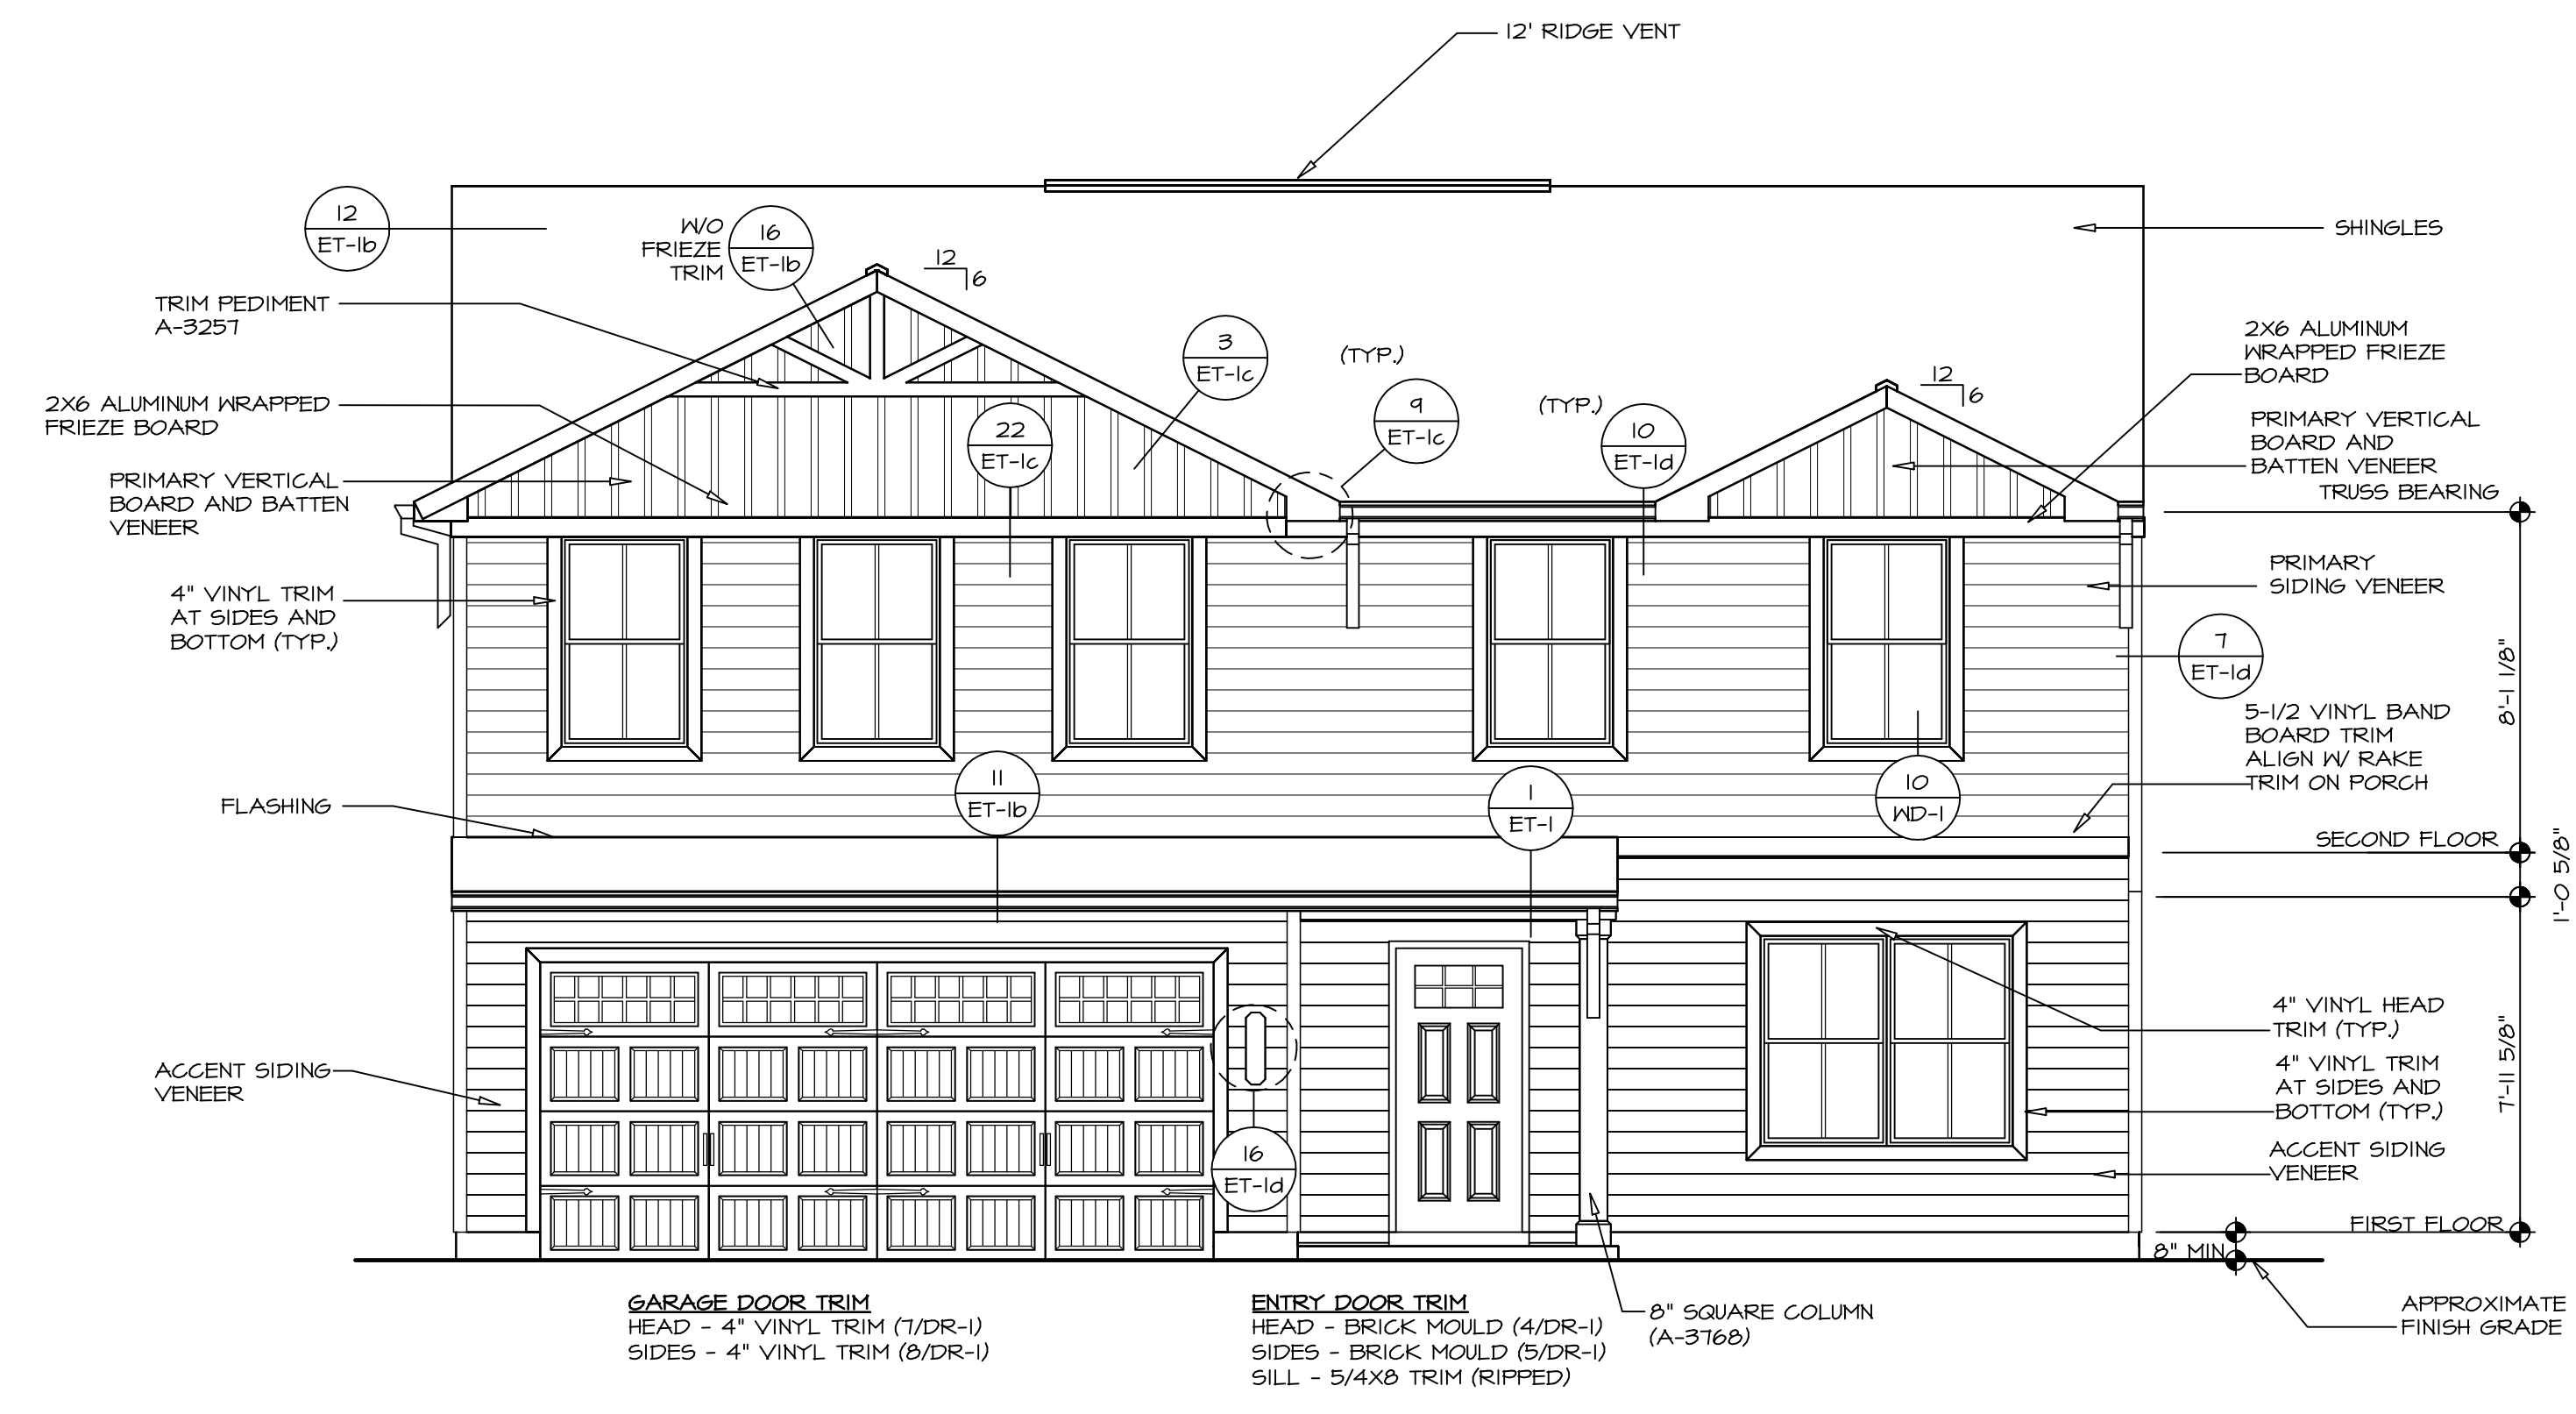 12' RIDGE VENT
12
ET-1b
W/O
FRIEZE
TRIM
16
ET-1b
12
6
SHINGLES
TRIM PEDIMENT
A-3257
3
ET-1c
(TYP.)
9
ET-1c
(TYP.)
10
ET-1d
12
6
2X6 ALUMINUM
WRAPPED FRIEZE
BOARD
2X6 ALUMINUM WRAPPED
FRIEZE BOARD
22
ET-1c
PRIMARY VERTICAL
BOARD AND
BATTEN VENEER
TRUSS BEARING
PRIMARY VERTICAL
BOARD AND BATTEN
VENEER
4" VINYL TRIM
AT SIDES AND
BOTTOM (TYP.)
PRIMARY
SIDING VENEER
7
ET-1d
8'-1 1/8"
5-1/2 VINYL BAND
BOARD TRIM
ALIGN W/ RAKE
TRIM ON PORCH
FLASHING
11
ET-1b
1
ET-1
10
WD-1
SECOND FLOOR
1'-0 5/8"
4" VINYL HEAD
TRIM (TYP.)
4" VINYL TRIM
AT SIDES AND
BOTTOM (TYP.)
7'-11 5/8"
ACCENT SIDING
VENEER
ACCENT SIDING
VENEER
16
ET-1d
FIRST FLOOR
8" MIN
APPROXIMATE
FINISH GRADE
GARAGE DOOR TRIM
HEAD - 4" VINYL TRIM (7/DR-1)
SIDES - 4" VINYL TRIM (8/DR-1)
ENTRY DOOR TRIM
HEAD - BRICK MOULD (4/DR-1)
SIDES - BRICK MOULD (5/DR-1)
SILL - 5/4X8 TRIM (RIPPED)
8" SQUARE COLUMN
(A-3768)